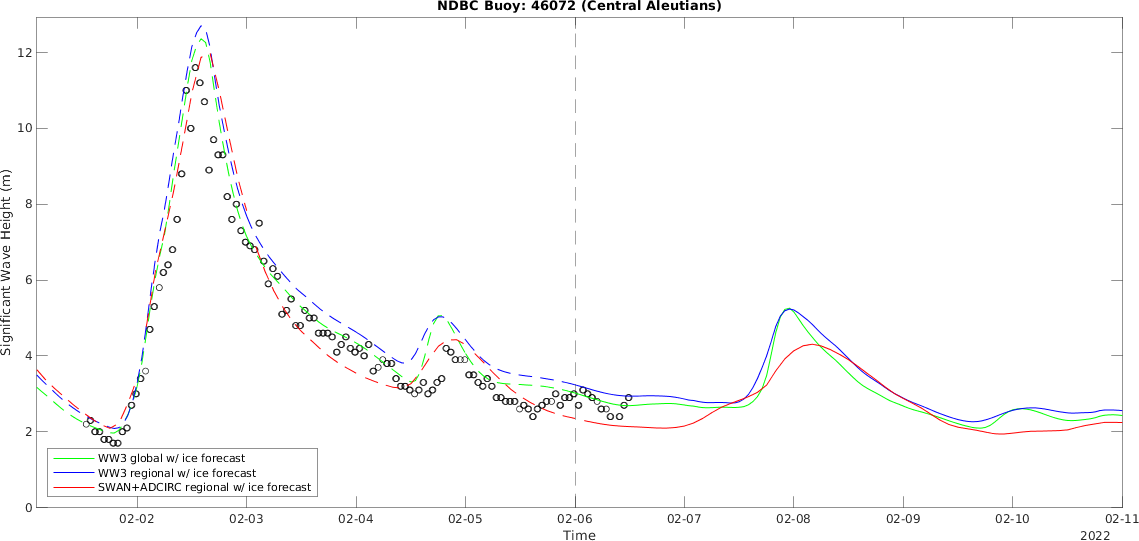 NDBC Buoy: 46072 (Central Aleutians)
Significant Wave Height (m)
12
10
8
6
4
2
0
WW3 global w/ ice forecast
WW3 regional w/ ice forecast
SWAN+ADCIRC regional w/ ice forecast
02-02 02-03 02-04 02-05 02-06 02-07 02-08 02-09 02-10 02-11
Time
2022